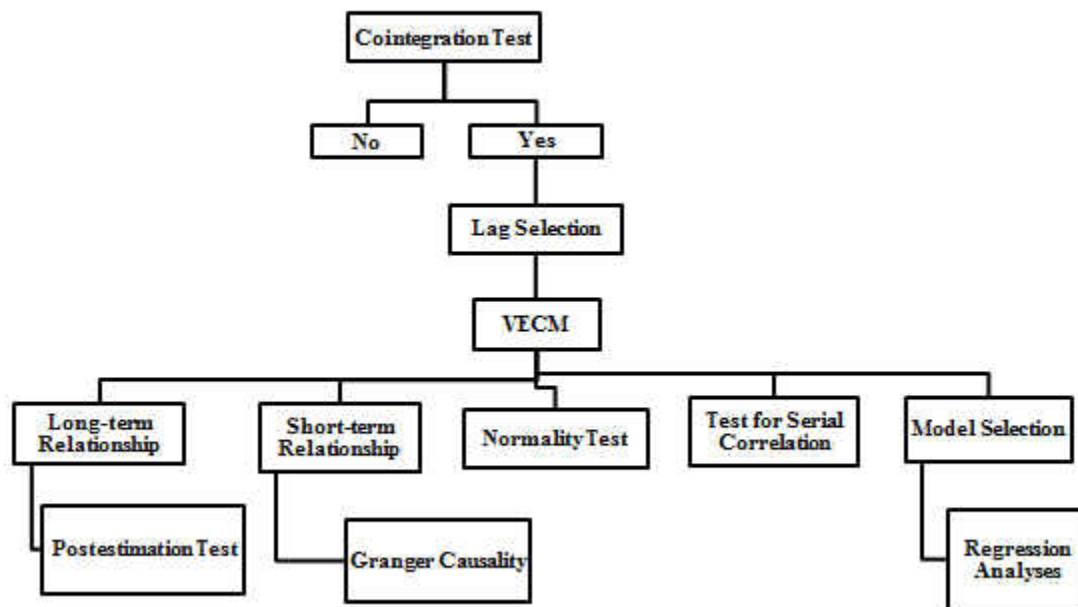 Cointegration Test
No
Yes
Lag Selection
VECM
Long-term
Relationship
Short-term
Relationship
Normality Test
Test for Serial
Correlation
Model Selection
Postestimation Test
Granger Causality
Regression
Analyses